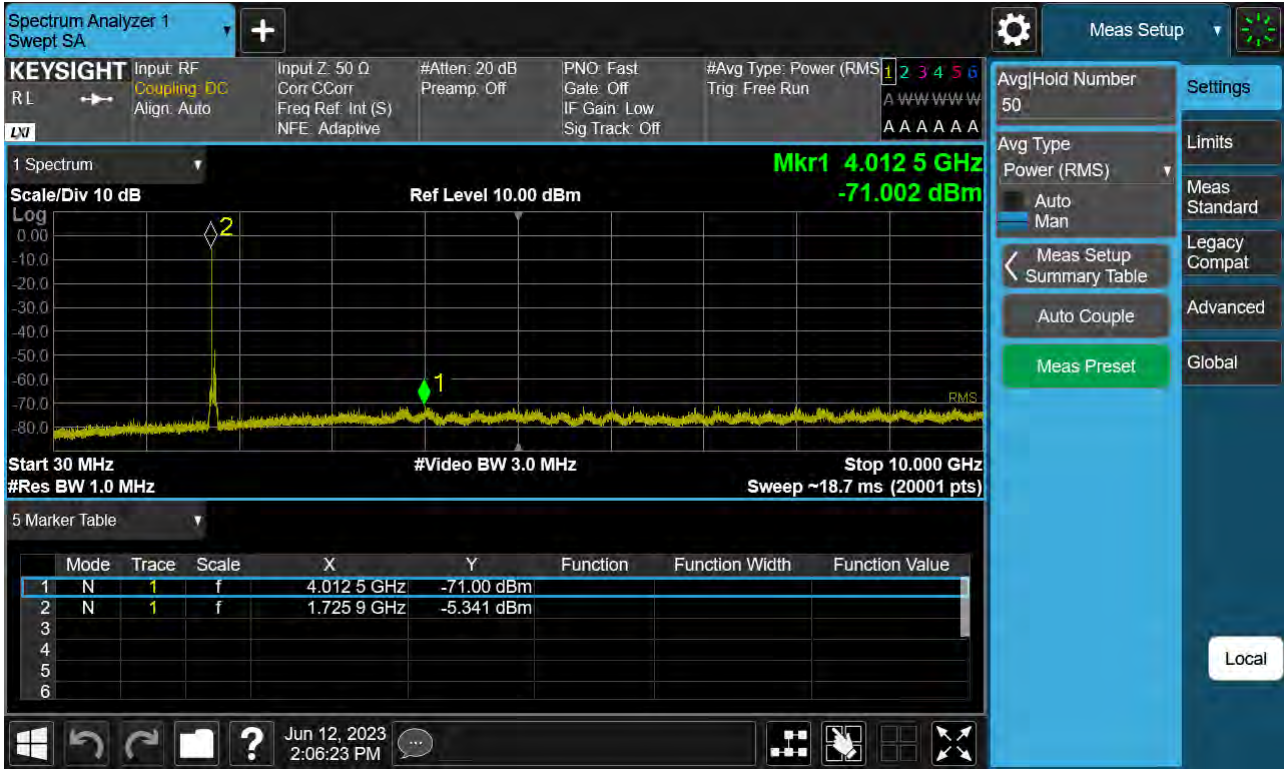 Spectrum Analyzer 1
Swept SA
+
Meas Setup
KEYSIGHT
R L
LXI
Input: RF
Coupling: DC
Align: Auto
Input Z: 50 Ω
Corr CCorr
Freq Ref: Int (S)
NFE: Adaptive
#Atten: 20 dB
Preamp: Off
PNO: Fast
Gate: Off
IF Gain: Low
Sig Track: Off
#Avg Type: Power (RMS
Trig: Free Run
1 2 3 4 5 6
A W W W W W
A A A A A A
1 Spectrum
Mkr1 4.012 5 GHz
Scale/Div 10 dB
Ref Level 10.00 dBm
-71.002 dBm
Log
0.00
-10.0
-20.0
-30.0
-40.0
-50.0
-60.0
-70.0
-80.0
2
1
RMS
Start 30 MHz
#Video BW 3.0 MHz
Stop 10.000 GHz
#Res BW 1.0 MHz
Sweep ~18.7 ms (20001 pts)
5 Marker Table
Mode Trace Scale X Y Function Function Width Function Value
1 N 1 f 4.012 5 GHz -71.00 dBm
2 N 1 f 1.725 9 GHz -5.341 dBm
3
4
5
6
Avg|Hold Number
50
Avg Type
Power (RMS)
Auto
Man
Meas Setup
Summary Table
Auto Couple
Meas Preset
Settings
Limits
Meas
Standard
Legacy
Compat
Advanced
Global
Local
?
Jun 12, 2023
2:06:23 PM